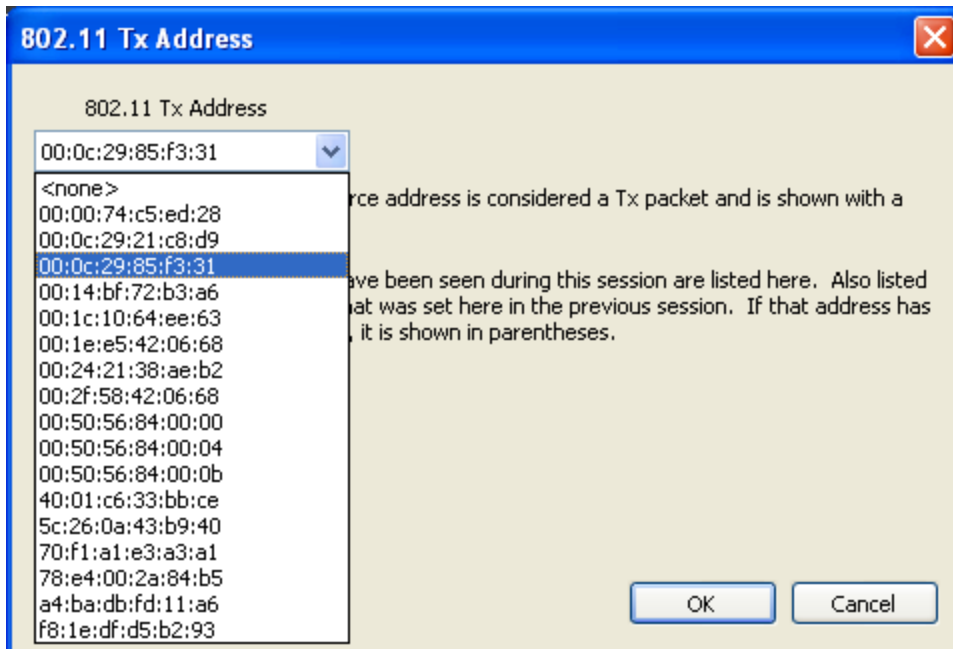 802.11 Tx Address
802.11 Tx Address
00:0c:29:85:f3:31
<none>
00:00:74:c5:ed:28
00:0c:29:21:c8:d9
00:0c:29:85:f3:31
00:14:bf:72:b3:a6
00:1c:10:64:ee:63
00:1e:e5:42:06:68
00:24:21:38:ae:b2
00:2f:58:42:06:68
00:50:56:84:00:00
00:50:56:84:00:04
00:50:56:84:00:0b
40:01:c6:33:bb:ce
5c:26:0a:43:b9:40
70:f1:a1:e3:a3:a1
78:e4:00:2a:84:b5
a4:ba:db:fd:11:a6
f8:1e:df:d5:b2:93
address is considered a Tx packet and is shown with a
been seen during this session are listed here. Also listed
was set here in the previous session. If that address has
it is shown in parentheses.
OK
Cancel